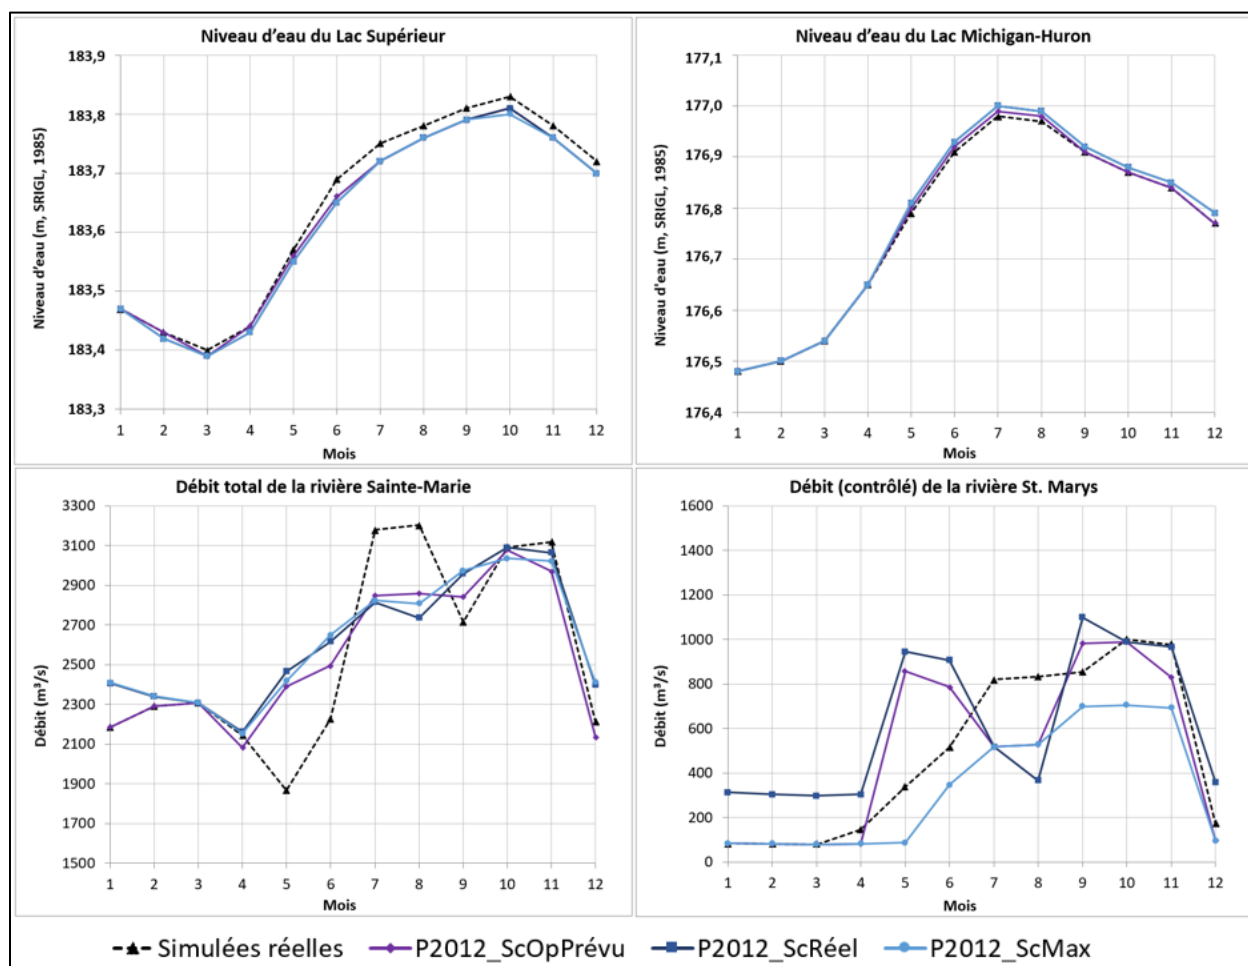 Niveau d'eau du Lac Supérieur
183,9
183,8
183,7
183,6
183,5
183,4
183,3
Niveau d'eau (m, SRIGL, 1985)
1 2 3 4 5 6 7 8 9 10 11 12
Mois
Niveau d'eau du Lac Michigan-Huron
177,1
177,0
176,9
176,8
176,7
176,6
176,5
176,4
Niveau d'eau (m, SRIGL, 1985)
1 2 3 4 5 6 7 8 9 10 11 12
Mois
Débit total de la rivière Sainte-Marie
3300
3100
2900
2700
2500
2300
2100
1900
1700
1500
Débit (m³/s)
1 2 3 4 5 6 7 8 9 10 11 12
Mois
Débit (contrôlé) de la rivière St. Marys
1600
1400
1200
1000
800
600
400
200
0
Débit (m³/s)
1 2 3 4 5 6 7 8 9 10 11 12
Mois
Simulées réelles P2012_ScOpPrévu P2012_ScRéel P2012_ScMax